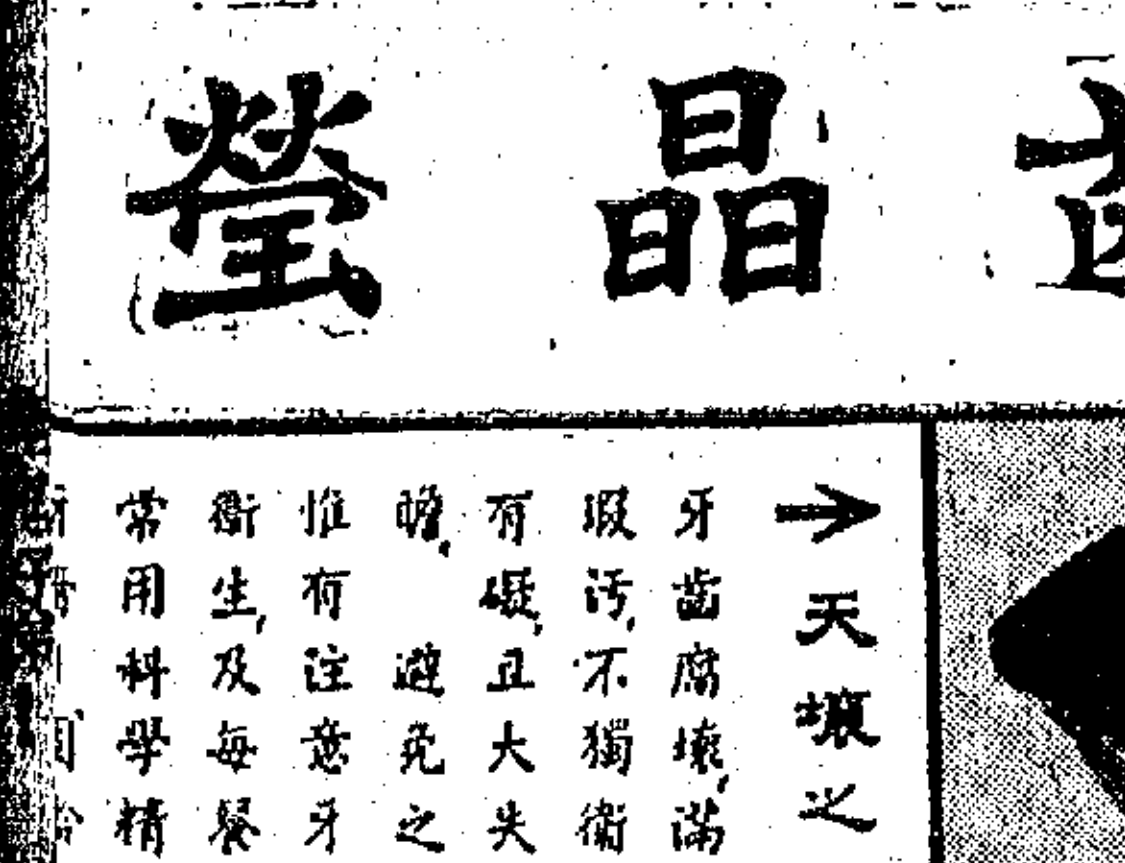 晶瑩
→天壤之
牙齒腐壞,滿
瑕污,不獨衛
有礙,且大失
瞻, 避免之
惟有注意牙
衛生,及每餐
常用科學精